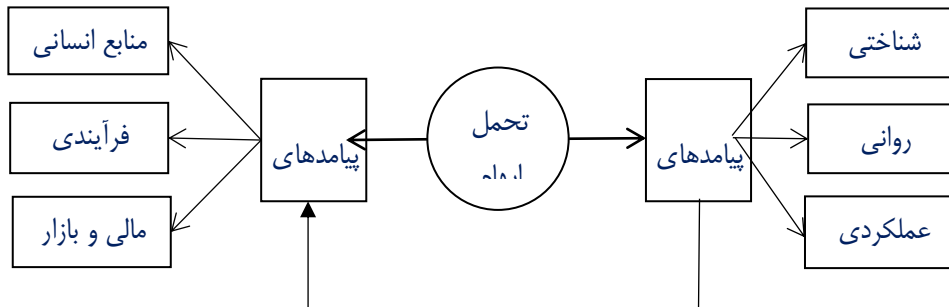 شناختی
منابع انسانی
تحمل
پیامدهای
پیامدهای
روانی
فرآیندی
عملکردی
مالی و بازار